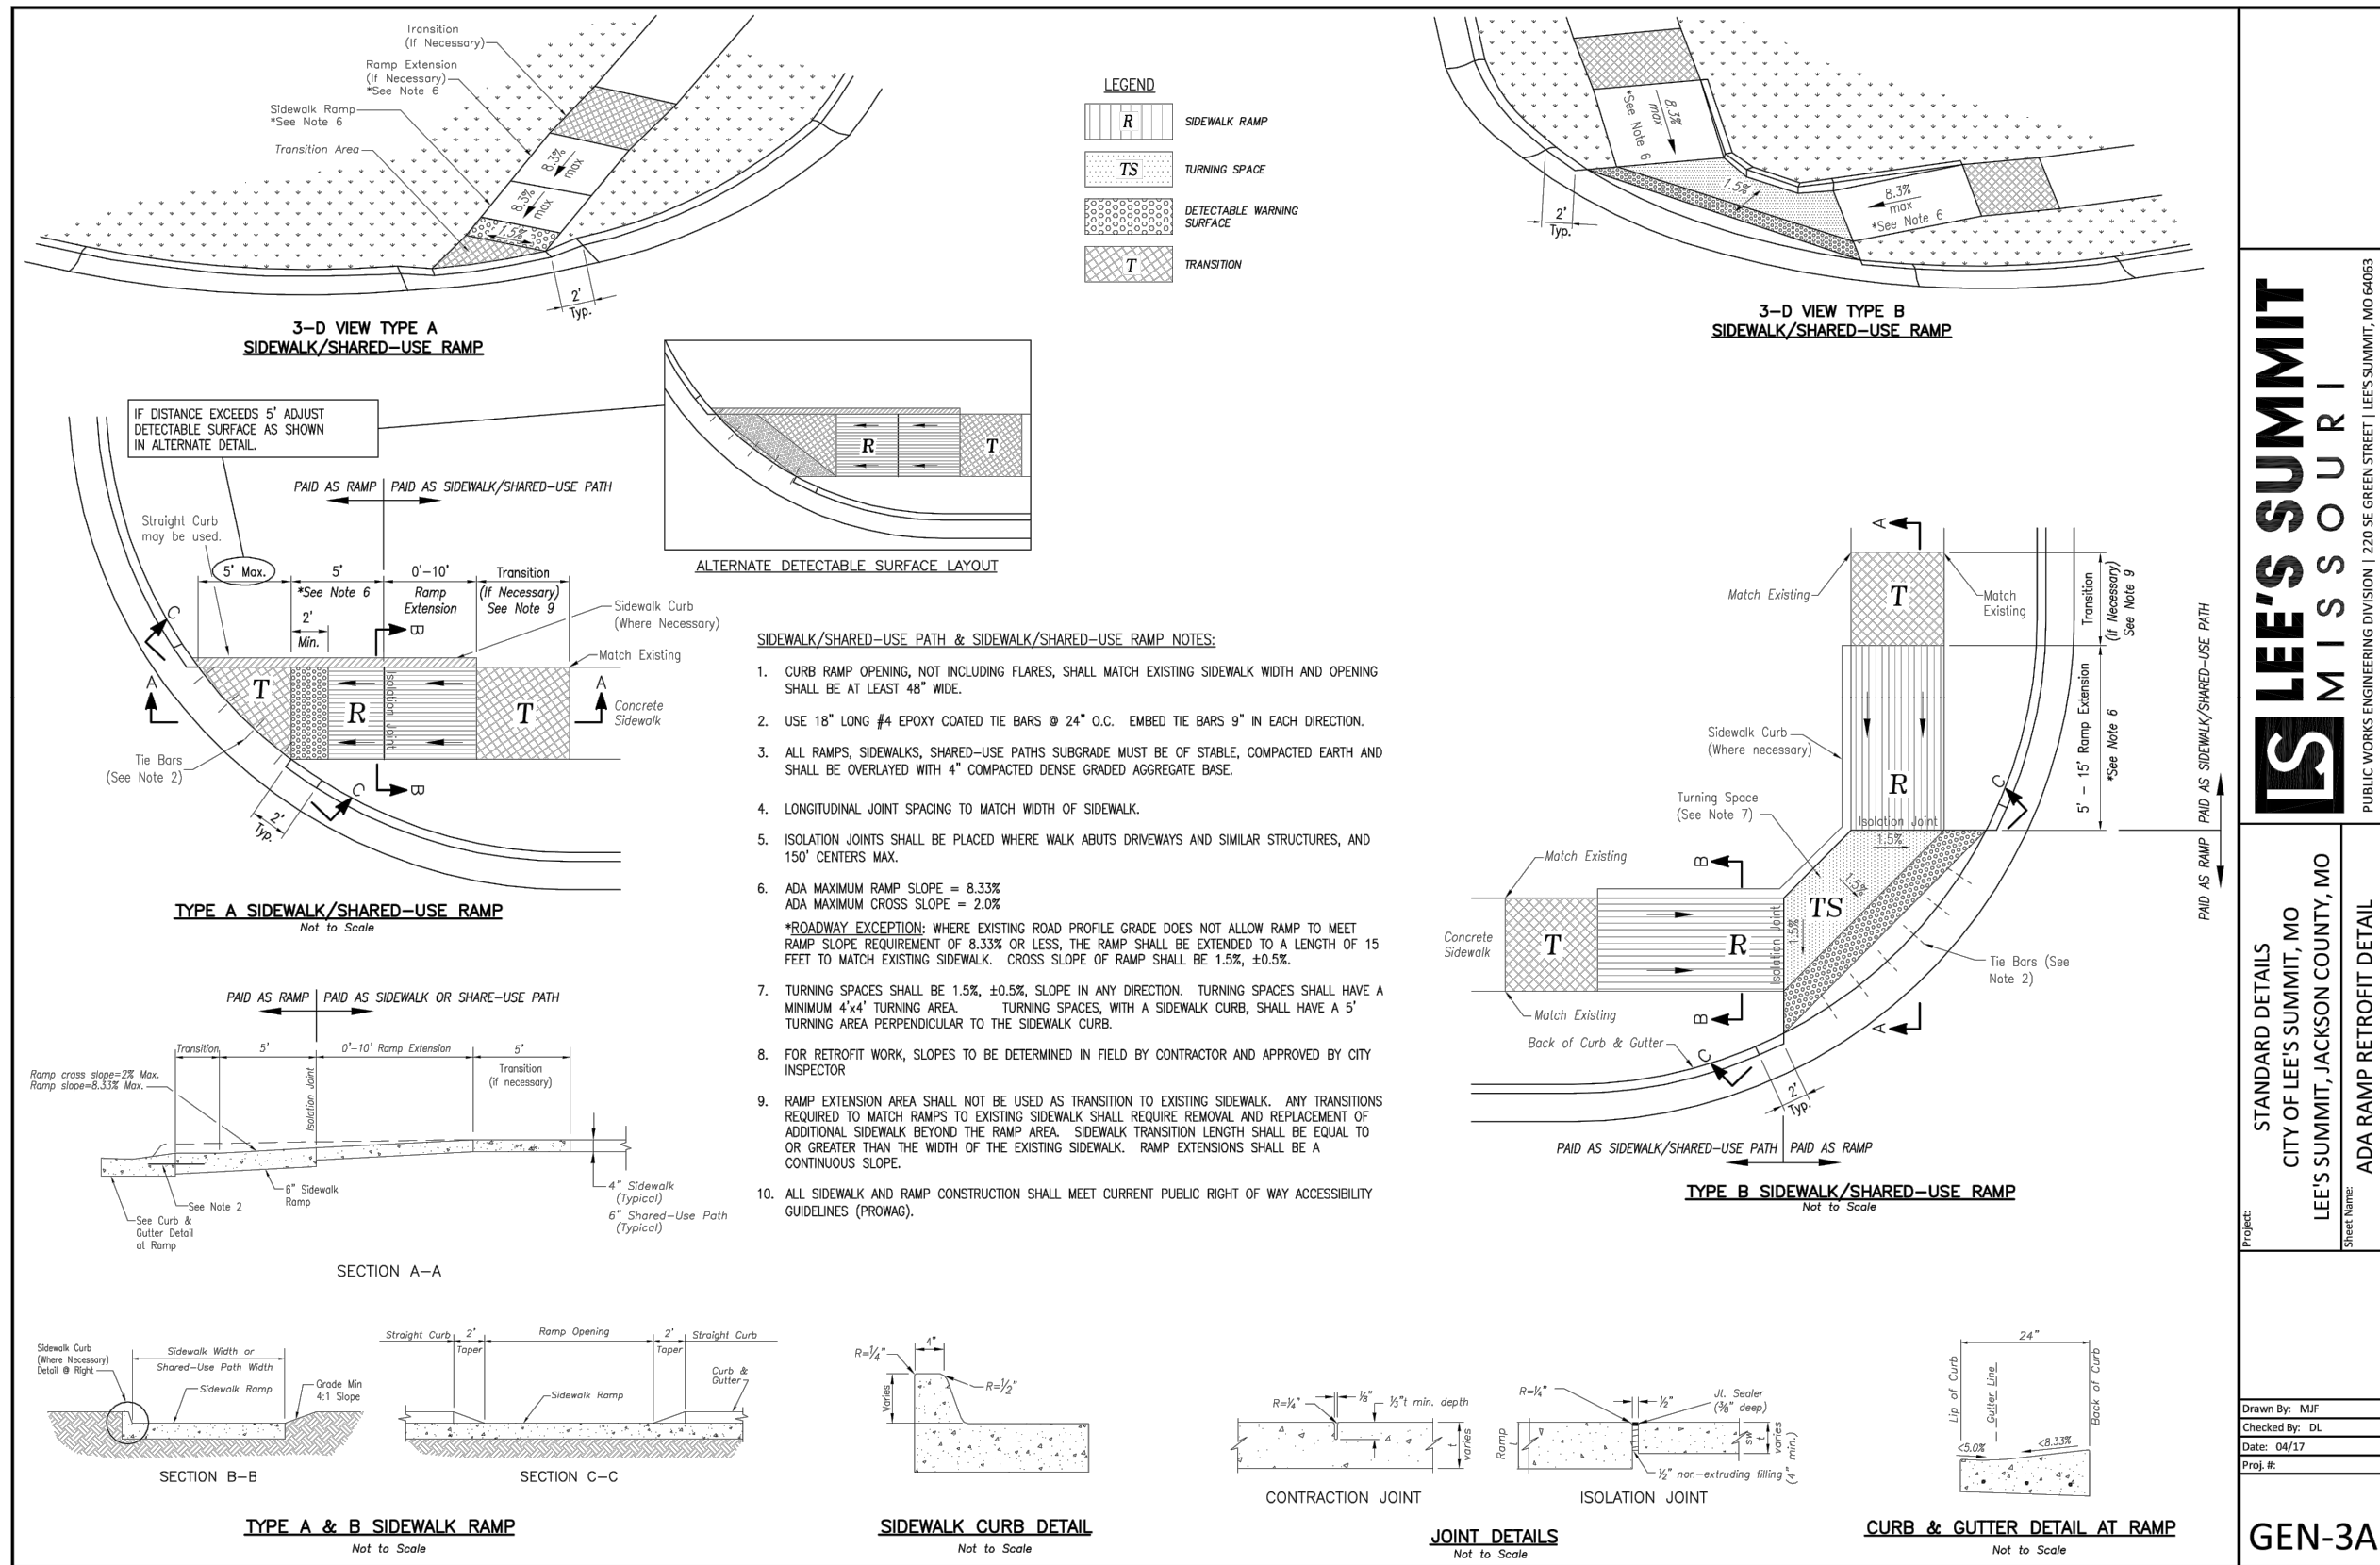 Transition
(If Necessary)
Ramp Extension
(If Necessary)
*See Note 6
Sidewalk Ramp
*See Note 6
Transition Area
8.3%
max
8.3%
max
1.5%
2'
Typ.
3-D VIEW TYPE A
SIDEWALK/SHARED-USE RAMP
LEGEND
R SIDEWALK RAMP
TS TURNING SPACE
DETECTABLE WARNING
SURFACE
T TRANSITION
8.3%
max
*See Note 6
1.5%
8.3%
max
*See Note 6
2'
Typ.
3-D VIEW TYPE B
SIDEWALK/SHARED-USE RAMP
IF DISTANCE EXCEEDS 5' ADJUST
DETECTABLE SURFACE AS SHOWN
IN ALTERNATE DETAIL.
R
T
ALTERNATE DETECTABLE SURFACE LAYOUT
PAID AS RAMP
PAID AS SIDEWALK/SHARED-USE PATH
Straight Curb
may be used.
5' Max.
5'
*See Note 6
0'-10'
Ramp
Extension
Transition
(If Necessary)
See Note 9
2'
Min.
Sidewalk Curb
(Where Necessary)
Match Existing
Concrete
Sidewalk
A
A
B
B
C
C
T
R
T
Isolation Joint
Tie Bars
(See Note 2)
2'
Typ.
TYPE A SIDEWALK/SHARED-USE RAMP
Not to Scale
SIDEWALK/SHARED-USE PATH & SIDEWALK/SHARED-USE RAMP NOTES:
1. CURB RAMP OPENING, NOT INCLUDING FLARES, SHALL MATCH EXISTING SIDEWALK WIDTH AND OPENING
SHALL BE AT LEAST 48" WIDE.
2. USE 18" LONG #4 EPOXY COATED TIE BARS @ 24" O.C. EMBED TIE BARS 9" IN EACH DIRECTION.
3. ALL RAMPS, SIDEWALKS, SHARED-USE PATHS SUBGRADE MUST BE OF STABLE, COMPACTED EARTH AND
SHALL BE OVERLAYED WITH 4" COMPACTED DENSE GRADED AGGREGATE BASE.
4. LONGITUDINAL JOINT SPACING TO MATCH WIDTH OF SIDEWALK.
5. ISOLATION JOINTS SHALL BE PLACED WHERE WALK ABUTS DRIVEWAYS AND SIMILAR STRUCTURES, AND
150' CENTERS MAX.
6. ADA MAXIMUM RAMP SLOPE = 8.33%
ADA MAXIMUM CROSS SLOPE = 2.0%
*ROADWAY EXCEPTION: WHERE EXISTING ROAD PROFILE GRADE DOES NOT ALLOW RAMP TO MEET
RAMP SLOPE REQUIREMENT OF 8.33% OR LESS, THE RAMP SHALL BE EXTENDED TO A LENGTH OF 15
FEET TO MATCH EXISTING SIDEWALK. CROSS SLOPE OF RAMP SHALL BE 1.5%, ±0.5%.
7. TURNING SPACES SHALL BE 1.5%, ±0.5%, SLOPE IN ANY DIRECTION. TURNING SPACES SHALL HAVE A
MINIMUM 4'x4' TURNING AREA. TURNING SPACES, WITH A SIDEWALK CURB, SHALL HAVE A 5'
TURNING AREA PERPENDICULAR TO THE SIDEWALK CURB.
8. FOR RETROFIT WORK, SLOPES TO BE DETERMINED IN FIELD BY CONTRACTOR AND APPROVED BY CITY
INSPECTOR
9. RAMP EXTENSION AREA SHALL NOT BE USED AS TRANSITION TO EXISTING SIDEWALK. ANY TRANSITIONS
REQUIRED TO MATCH RAMPS TO EXISTING SIDEWALK SHALL REQUIRE REMOVAL AND REPLACEMENT OF
ADDITIONAL SIDEWALK BEYOND THE RAMP AREA. SIDEWALK TRANSITION LENGTH SHALL BE EQUAL TO
OR GREATER THAN THE WIDTH OF THE EXISTING SIDEWALK. RAMP EXTENSIONS SHALL BE A
CONTINUOUS SLOPE.
10. ALL SIDEWALK AND RAMP CONSTRUCTION SHALL MEET CURRENT PUBLIC RIGHT OF WAY ACCESSIBILITY
GUIDELINES (PROWAG).
A
Match Existing
T
Match
Existing
Transition
(If Necessary)
See Note 9
5' - 15' Ramp Extension
*See Note 6
PAID AS RAMP
PAID AS SIDEWALK/SHARED-USE PATH
Sidewalk Curb
(Where necessary)
R
C
Turning Space
(See Note 7)
Isolation Joint
1.5%
1.5%
1.5%
TS
Match Existing
B
Concrete
Sidewalk
T
R
Isolation Joint
Tie Bars (See
Note 2)
Match Existing
B
A
Back of Curb & Gutter
C
2'
Typ.
PAID AS SIDEWALK/SHARED-USE PATH
PAID AS RAMP
TYPE B SIDEWALK/SHARED-USE RAMP
Not to Scale
PAID AS RAMP
PAID AS SIDEWALK OR SHARE-USE PATH
Transition
5'
0'-10' Ramp Extension
5'
Transition
(if necessary)
Ramp cross slope=2% Max.
Ramp slope=8.33% Max.
Isolation Joint
6" Sidewalk
Ramp
See Note 2
See Curb &
Gutter Detail
at Ramp
4" Sidewalk
(Typical)
6" Shared-Use Path
(Typical)
SECTION A-A
Sidewalk Curb
(Where Necessary)
Detail @ Right
Sidewalk Width or
Shared-Use Path Width
Sidewalk Ramp
Grade Min
4:1 Slope
SECTION B-B
Straight Curb
2'
Taper
Ramp Opening
2'
Taper
Straight Curb
Curb &
Gutter
Sidewalk Ramp
SECTION C-C
TYPE A & B SIDEWALK RAMP
Not to Scale
4"
R=1/4"
R=1/2"
Varies
SIDEWALK CURB DETAIL
Not to Scale
R=1/4"
1/8"
1/3"t min. depth
t
varies
CONTRACTION JOINT
R=1/4"
1/2"
Jt. Sealer
(3/8" deep)
Ramp
t
SW
t
varies
(4" min.)
1/2" non-extruding filling
ISOLATION JOINT
JOINT DETAILS
Not to Scale
24"
Lip of Curb
Gutter Line
Back of Curb
<5.0%
<8.33%
CURB & GUTTER DETAIL AT RAMP
Not to Scale
LS LEE'S SUMMIT
MISSOURI
PUBLIC WORKS ENGINEERING DIVISION | 220 SE GREEN STREET | LEE'S SUMMIT, MO 64063
Project:
STANDARD DETAILS
CITY OF LEE'S SUMMIT, MO
LEE'S SUMMIT, JACKSON COUNTY, MO
Sheet Name:
ADA RAMP RETROFIT DETAIL
Drawn By: MJF
Checked By: DL
Date: 04/17
Proj. #:
GEN-3A